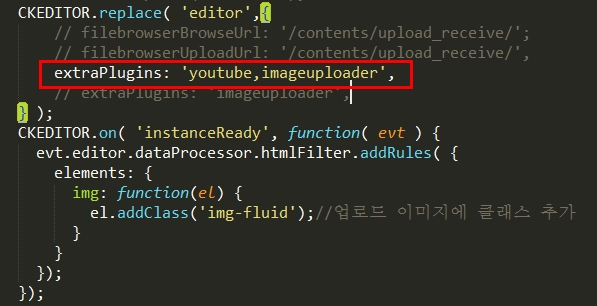 CKEDITOR.replace( 'editor',{
// filebrowserBrowseUrl: '/contents/upload_receive/';
// filebrowserUploadUrl: '/contents/upload_receive/',
extraPlugins: 'youtube,imageuploader',
// extraPlugins: 'imageuploader',
} );
CKEDITOR.on( 'instanceReady', function( evt ) {
evt.editor.dataProcessor.htmlFilter.addRules( {
elements: {
img: function(el) {
el.addClass('img-fluid');//업로드 이미지에 클래스 추가
}
}
});
});